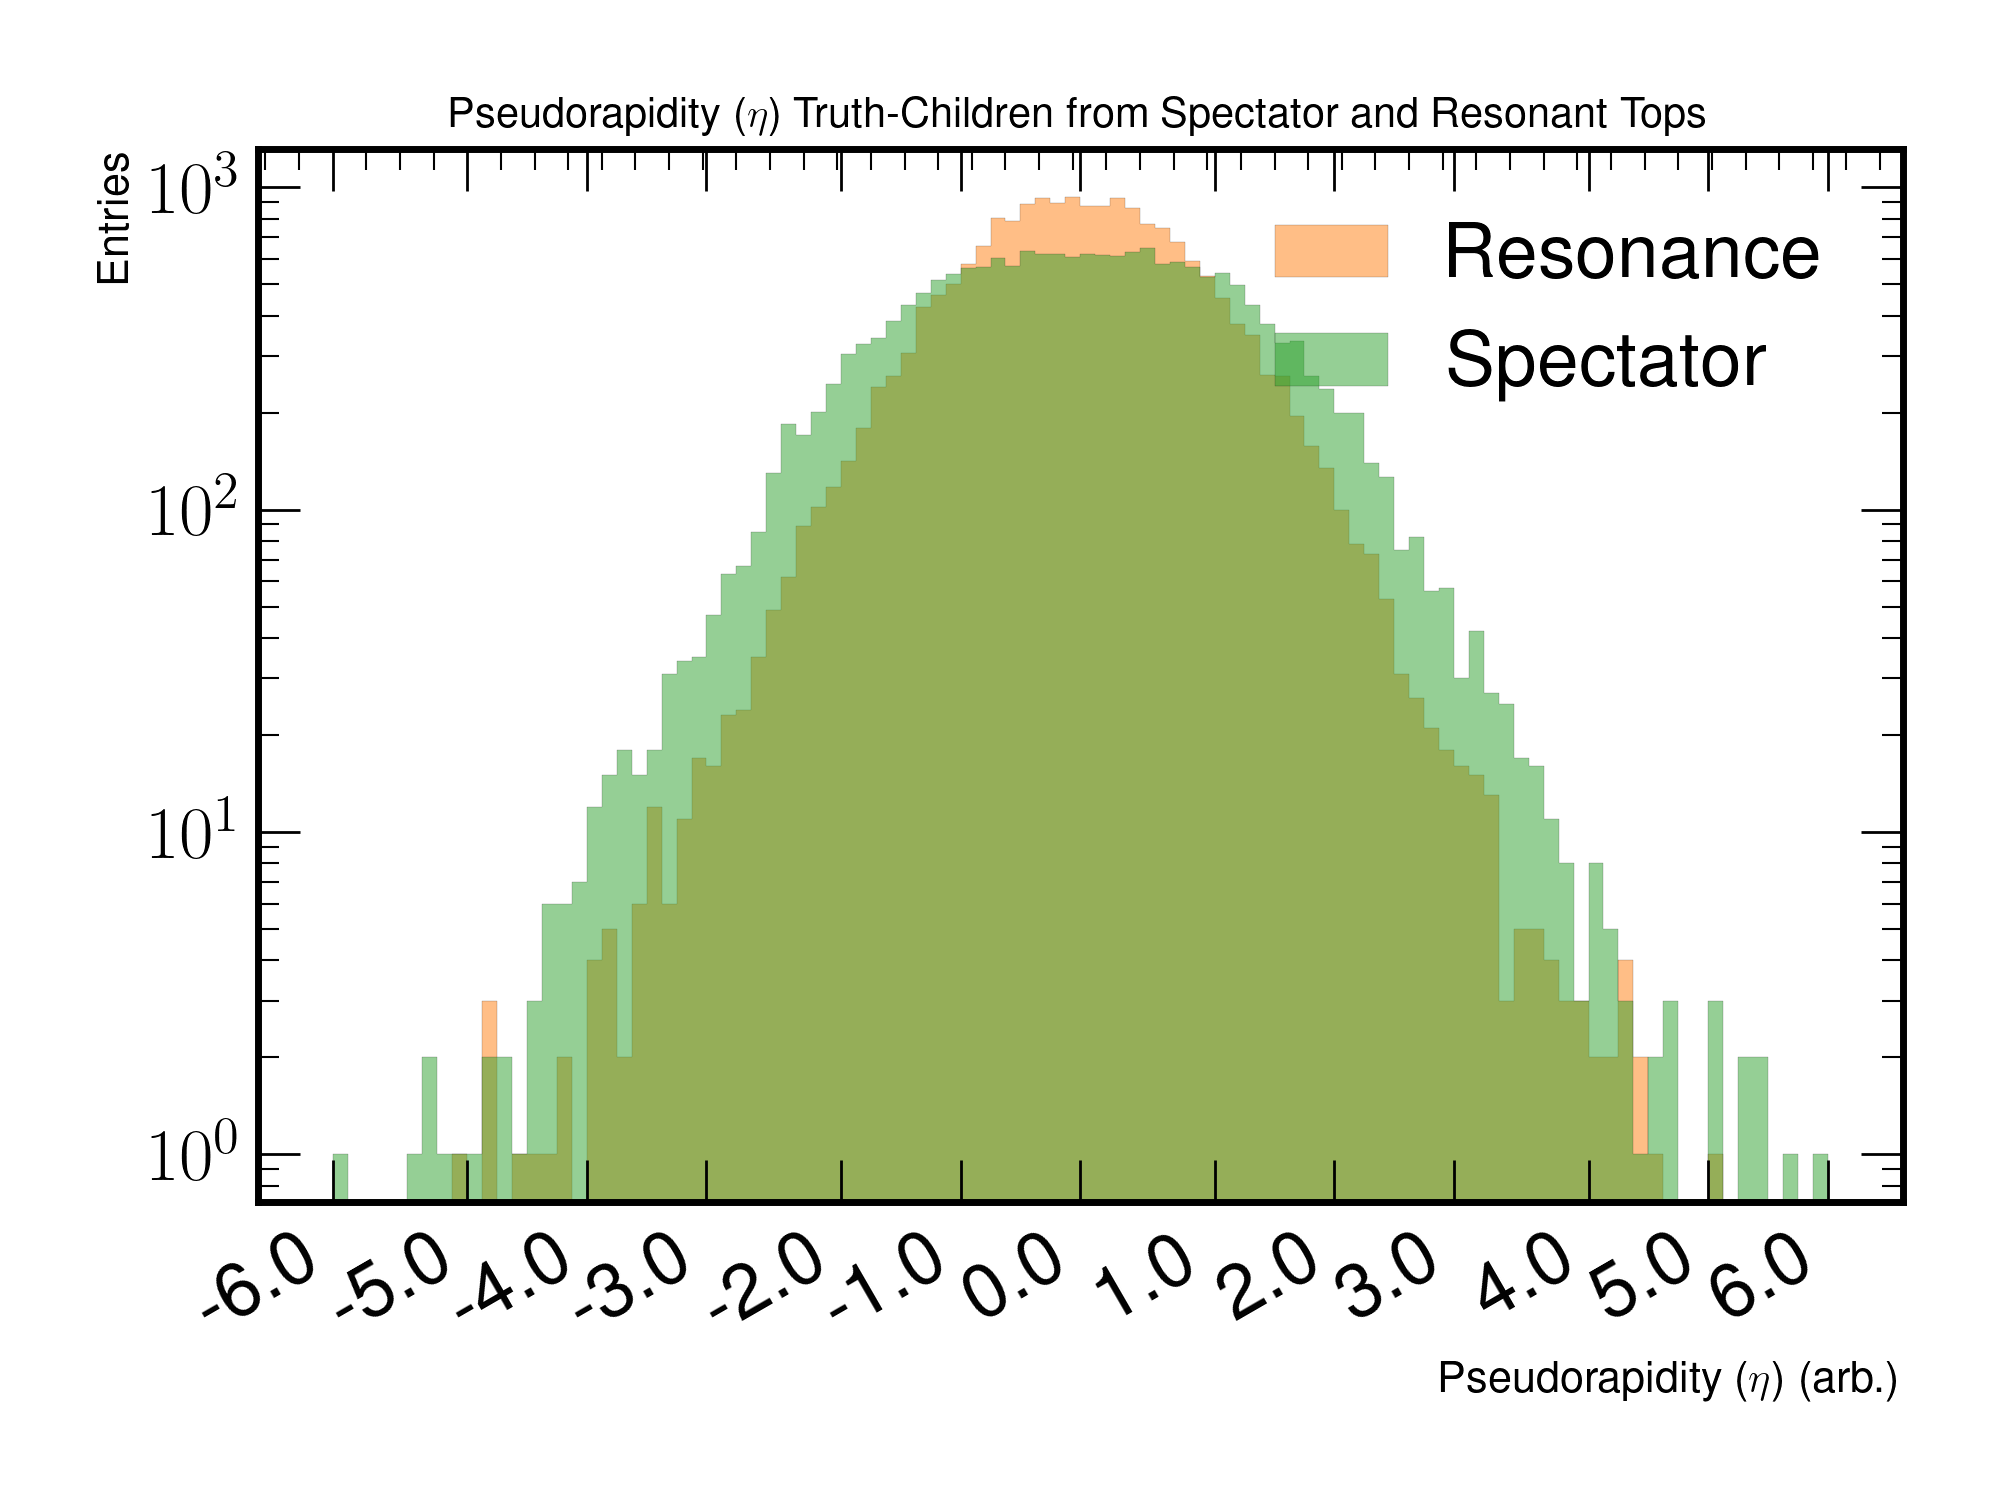 Pseudorapidity (η) Truth-Children from Spectator and Resonant Tops
Entries
10³
10²
10¹
10⁰
Resonance
Spectator
-6.0 -5.0 -4.0 -3.0 -2.0 -1.0 0.0 1.0 2.0 3.0 4.0 5.0 6.0
Pseudorapidity (η) (arb.)